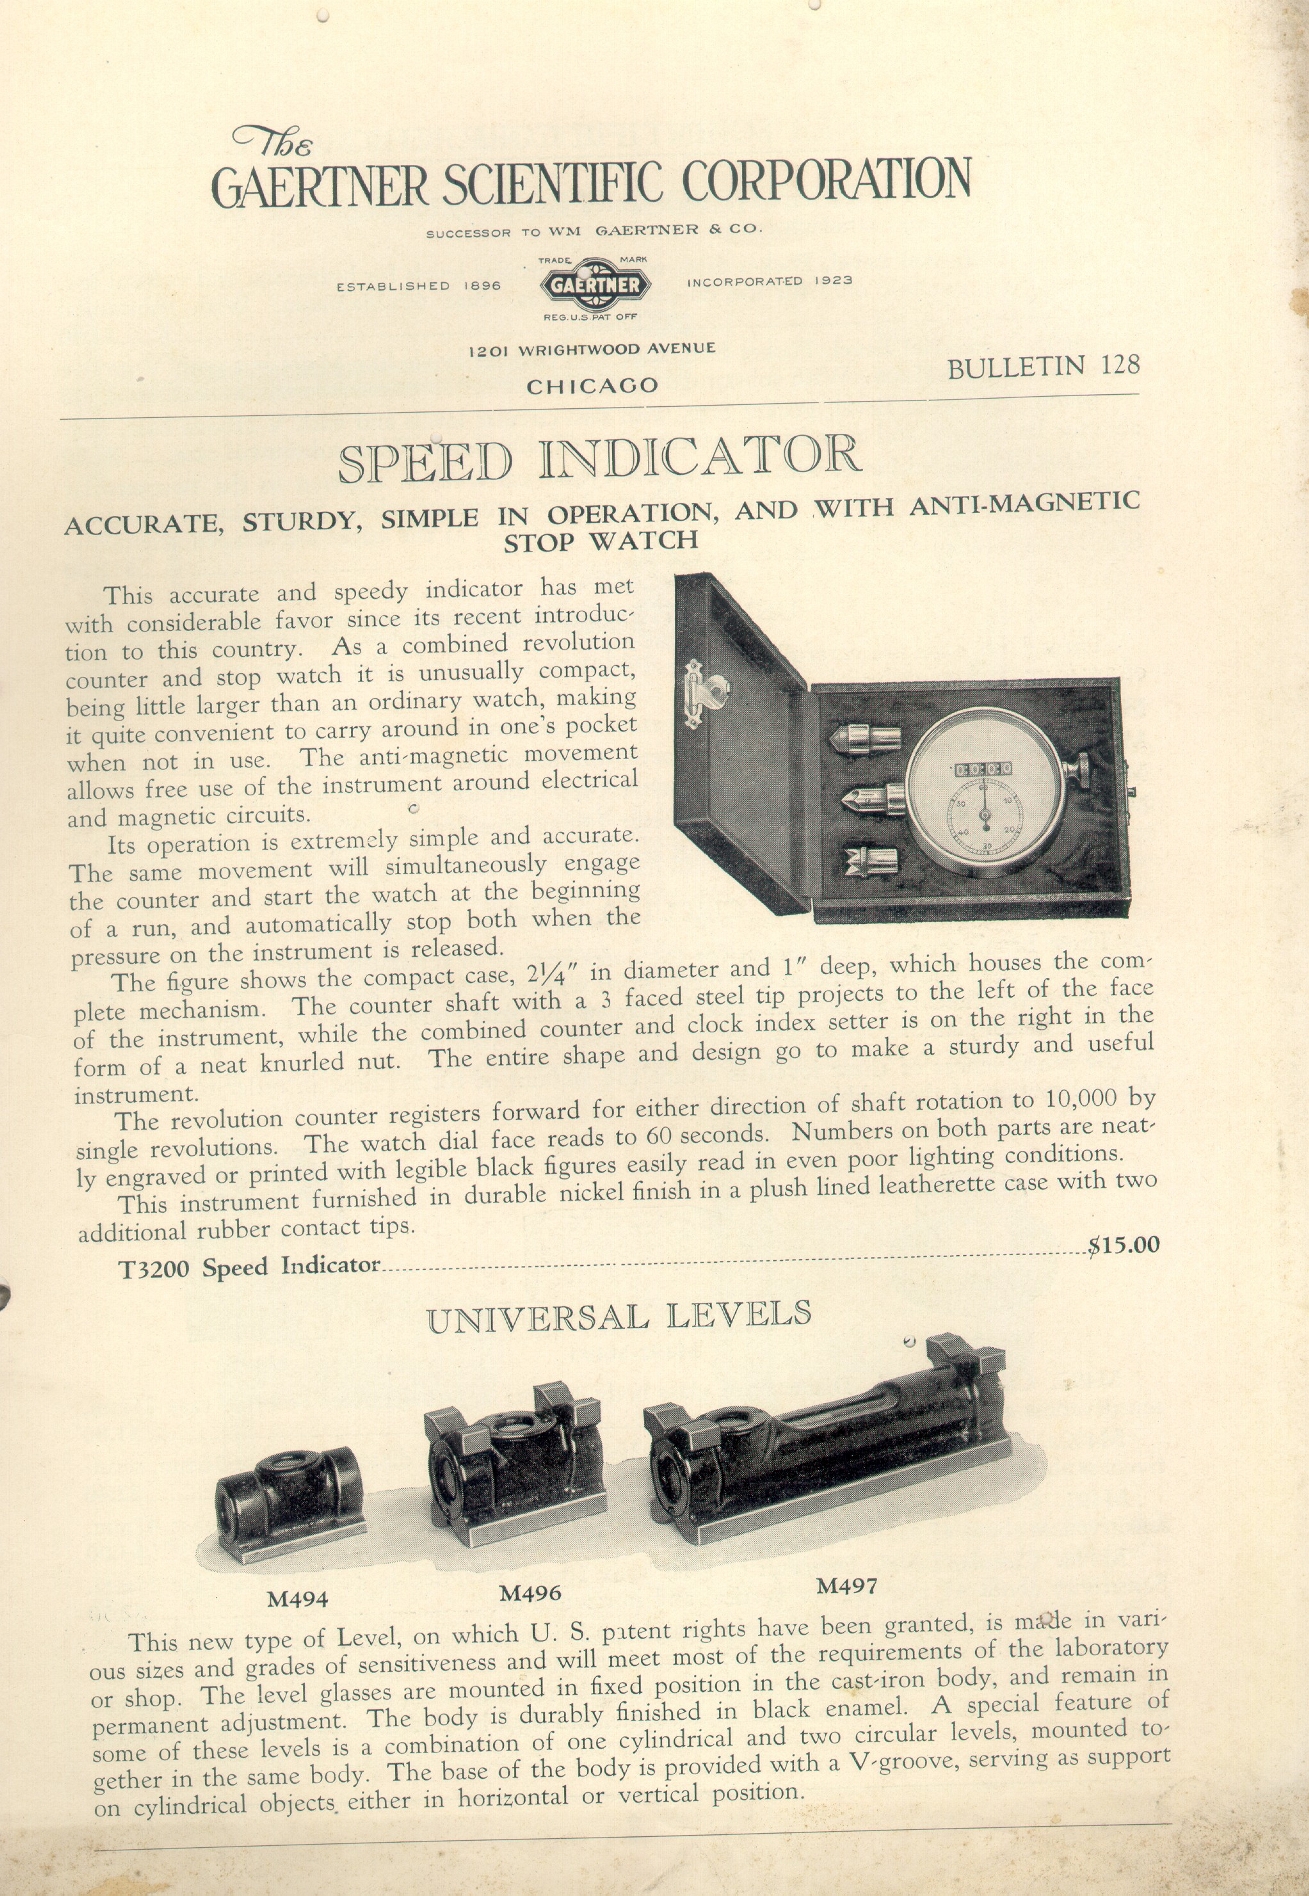 The
GAERTNER SCIENTIFIC CORPORATION
SUCCESSOR TO WM GAERTNER & CO.
TRADE MARK
ESTABLISHED 1896 GAERTNER INCORPORATED 1923
REG. U.S. PAT OFF
1201 WRIGHTWOOD AVENUE
CHICAGO
BULLETIN 128
SPEED INDICATOR
ACCURATE, STURDY, SIMPLE IN OPERATION, AND WITH ANTI-MAGNETIC
STOP WATCH
This accurate and speedy indicator has met
with considerable favor since its recent introduc-
tion to this country. As a combined revolution
counter and stop watch it is unusually compact,
being little larger than an ordinary watch, making
it quite convenient to carry around in one's pocket
when not in use. The anti-magnetic movement
allows free use of the instrument around electrical
and magnetic circuits.
Its operation is extremely simple and accurate.
The same movement will simultaneously engage
the counter and start the watch at the beginning
of a run, and automatically stop both when the
pressure on the instrument is released.
0000
60
50 10
40 20
30
The figure shows the compact case, 2¼″ in diameter and 1″ deep, which houses the com-
plete mechanism. The counter shaft with a 3 faced steel tip projects to the left of the face
of the instrument, while the combined counter and clock index setter is on the right in the
form of a neat knurled nut. The entire shape and design go to make a sturdy and useful
instrument.
The revolution counter registers forward for either direction of shaft rotation to 10,000 by
single revolutions. The watch dial face reads to 60 seconds. Numbers on both parts are neat-
ly engraved or printed with legible black figures easily read in even poor lighting conditions.
This instrument furnished in durable nickel finish in a plush lined leatherette case with two
additional rubber contact tips.
T3200 Speed Indicator $15.00
UNIVERSAL LEVELS
M494 M496 M497
This new type of Level, on which U. S. patent rights have been granted, is made in vari-
ous sizes and grades of sensitiveness and will meet most of the requirements of the laboratory
or shop. The level glasses are mounted in fixed position in the cast-iron body, and remain in
permanent adjustment. The body is durably finished in black enamel. A special feature of
some of these levels is a combination of one cylindrical and two circular levels, mounted to-
gether in the same body. The base of the body is provided with a V-groove, serving as support
on cylindrical objects either in horizontal or vertical position.